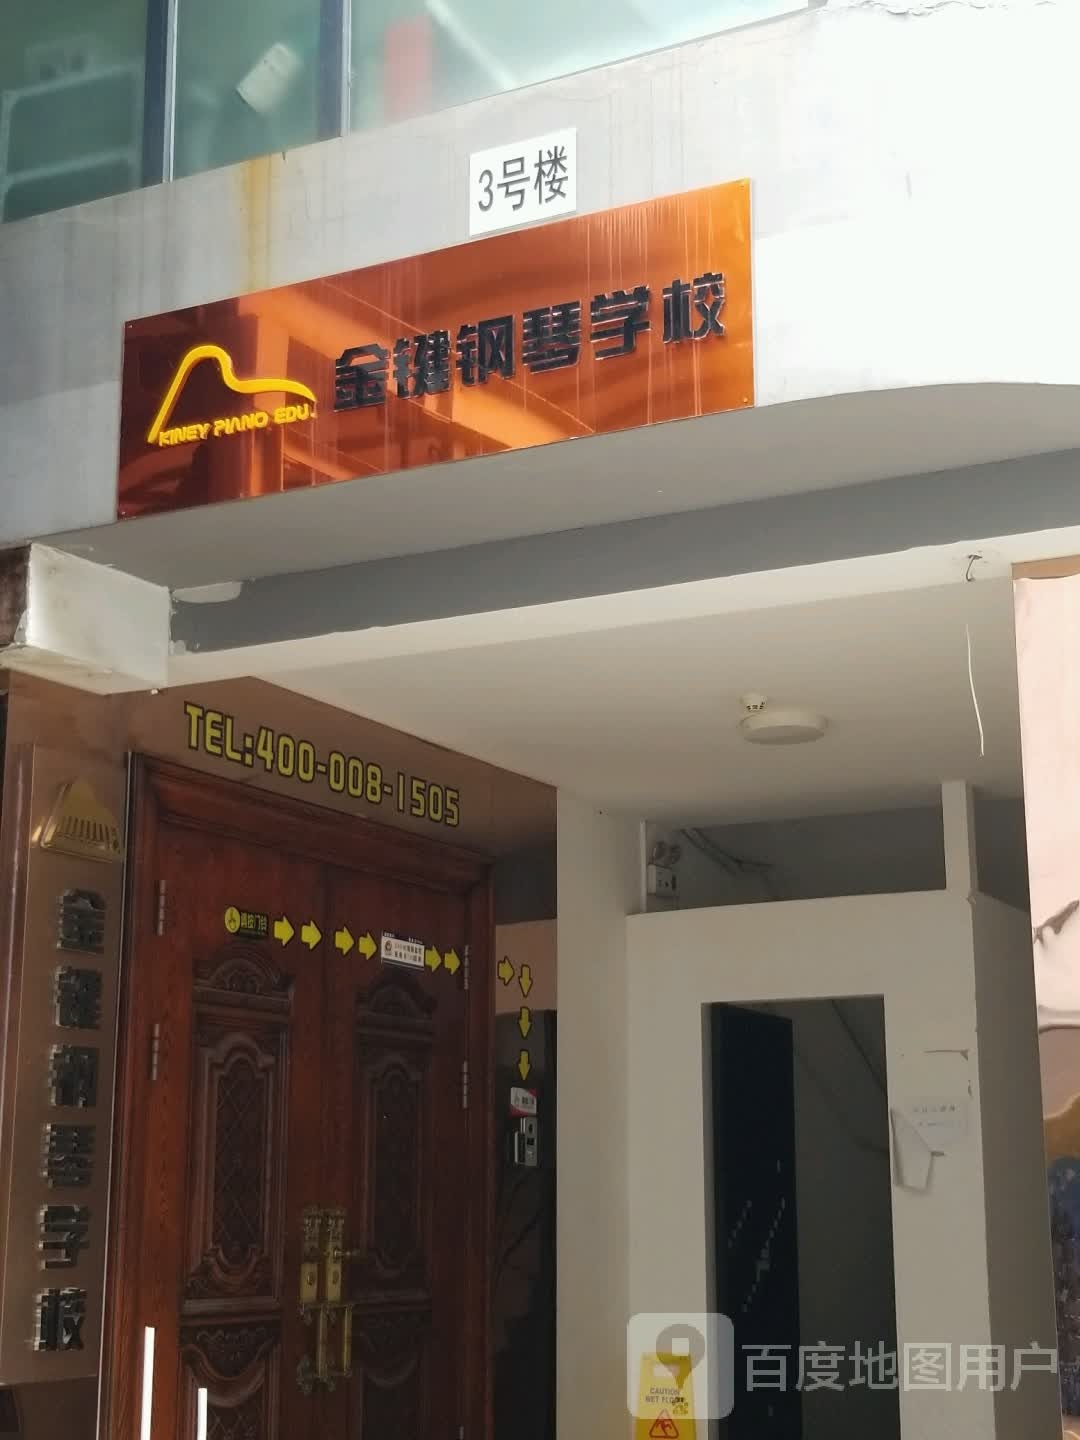 3号楼
金键钢琴学校
KINEY PIANO EDU.
TEL:400-008-1505
金键钢琴学校
CAUTION
WET FLOOR
百度地图用户